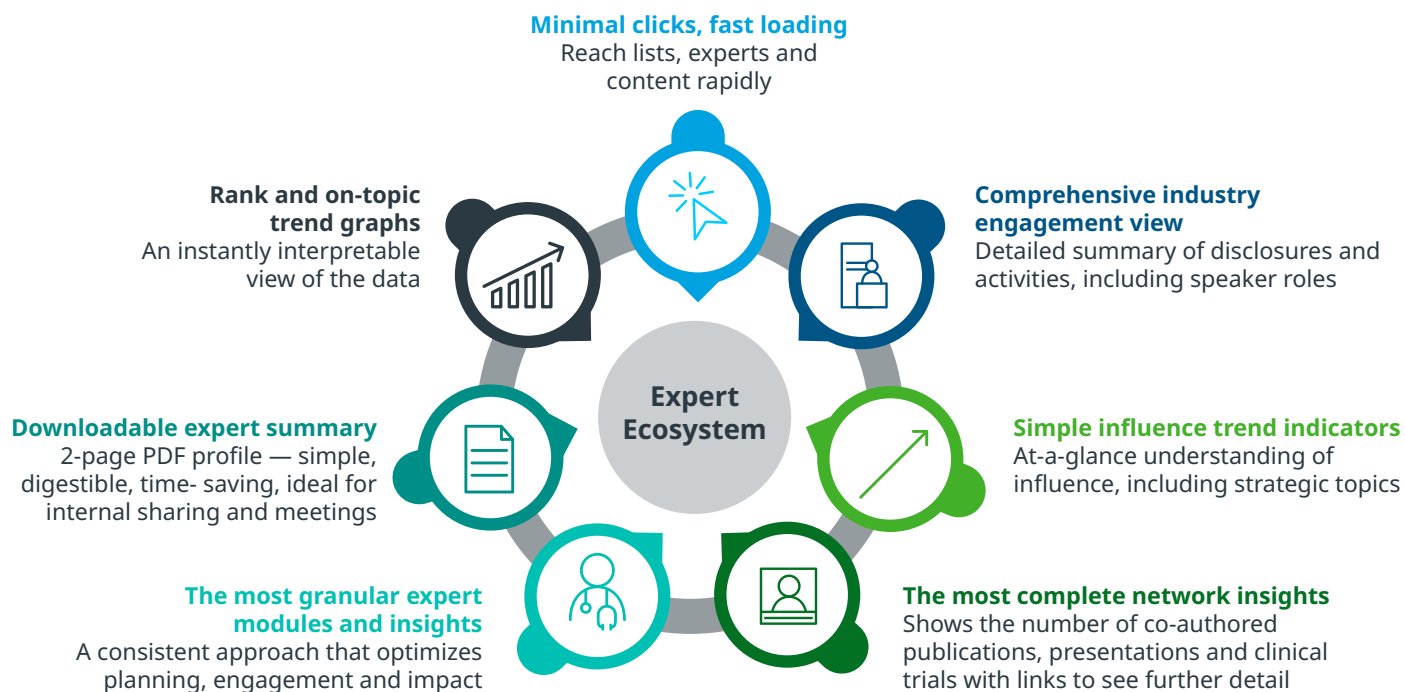 Minimal clicks, fast loading
Reach lists, experts and
content rapidly
Rank and on-topic
trend graphs
An instantly interpretable
view of the data
Comprehensive industry
engagement view
Detailed summary of disclosures and
activities, including speaker roles
Expert
Ecosystem
Downloadable expert summary
2-page PDF profile — simple,
digestible, time- saving, ideal for
internal sharing and meetings
Simple influence trend indicators
At-a-glance understanding of
influence, including strategic topics
The most granular expert
modules and insights
A consistent approach that optimizes
planning, engagement and impact
The most complete network insights
Shows the number of co-authored
publications, presentations and clinical
trials with links to see further detail